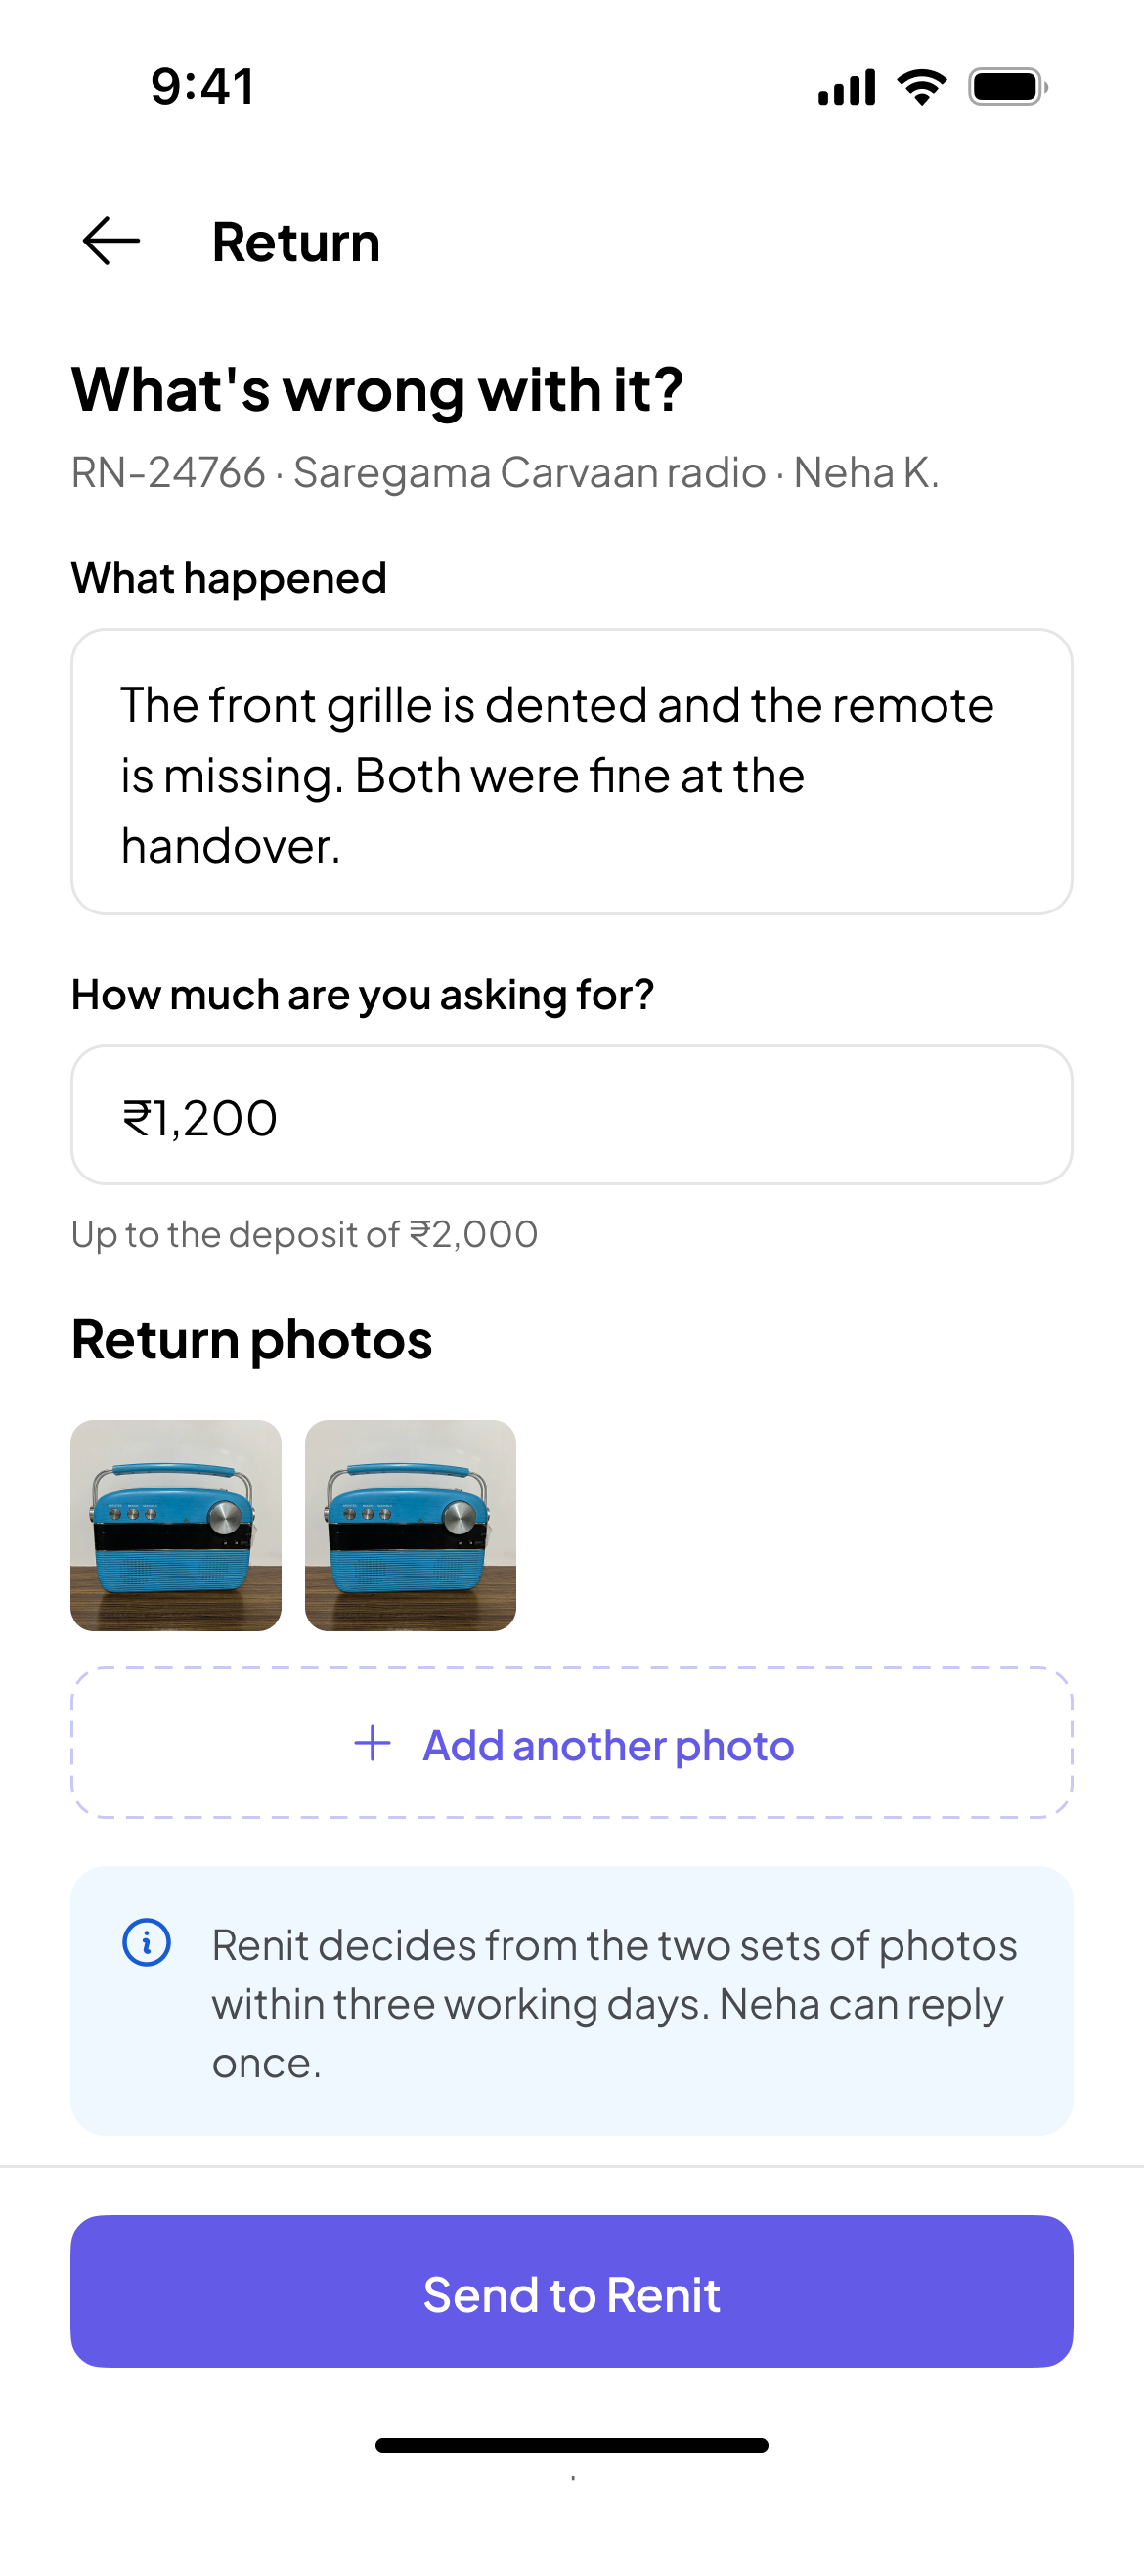 9:41
Return
What's wrong with it?
RN-24766 · Saregama Carvaan radio · Neha K.
What happened
The front grille is dented and the remote
is missing. Both were fine at the
handover.
How much are you asking for?
₹1,200
Up to the deposit of ₹2,000
Return photos
Add another photo
Renit decides from the two sets of photos
within three working days. Neha can reply
once.
Send to Renit